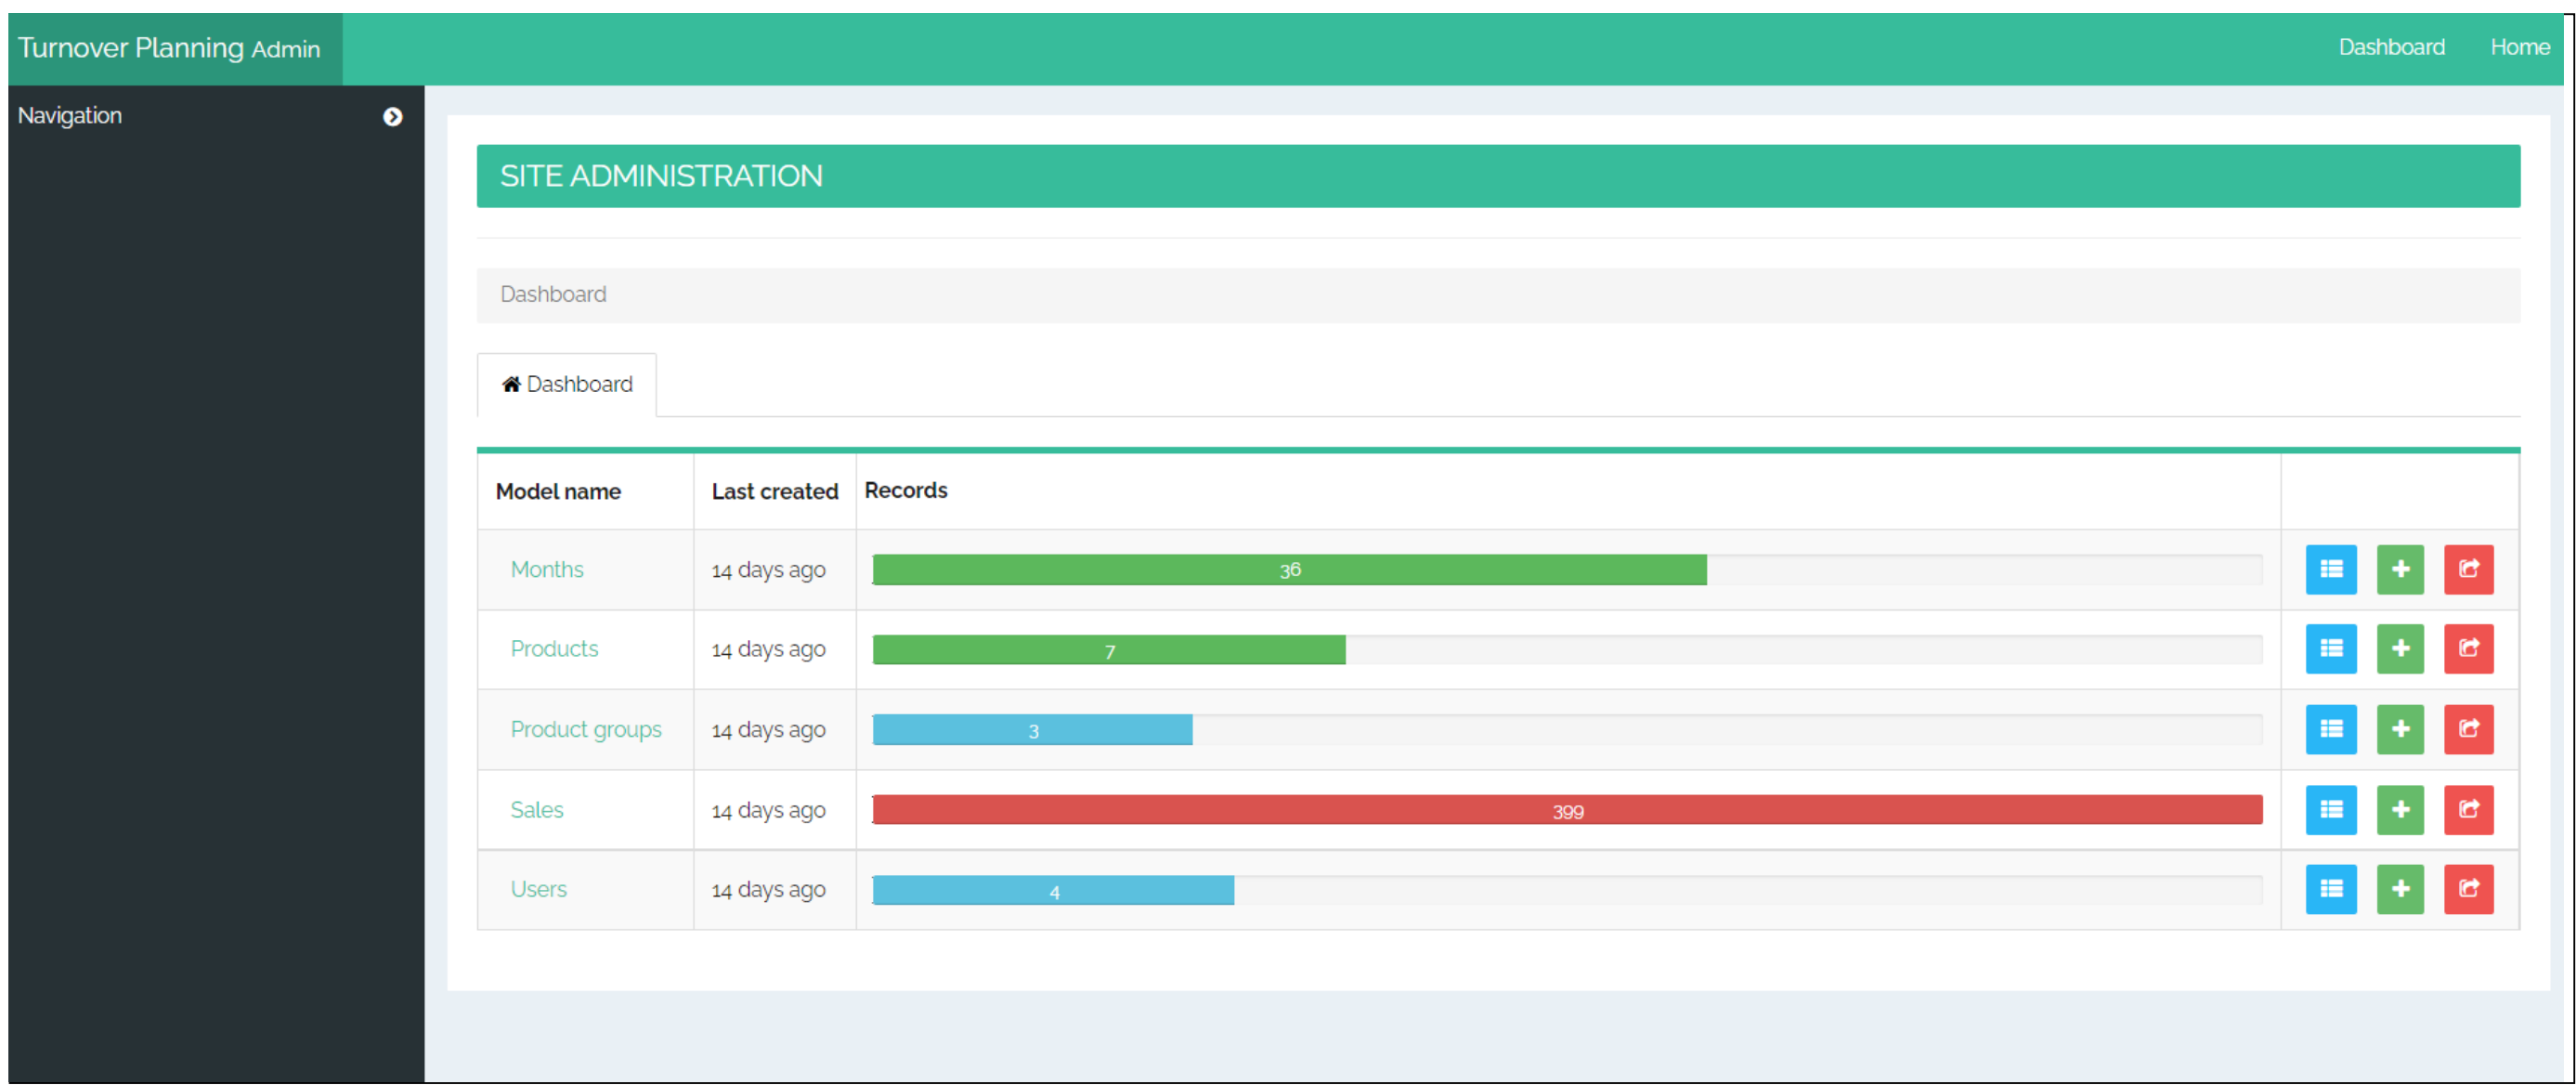 Turnover Planning Admin
Dashboard Home
Navigation
SITE ADMINISTRATION
Dashboard
Dashboard
Model name Last created Records
Months 14 days ago 36
Products 14 days ago 7
Product groups 14 days ago 3
Sales 14 days ago 399
Users 14 days ago 4